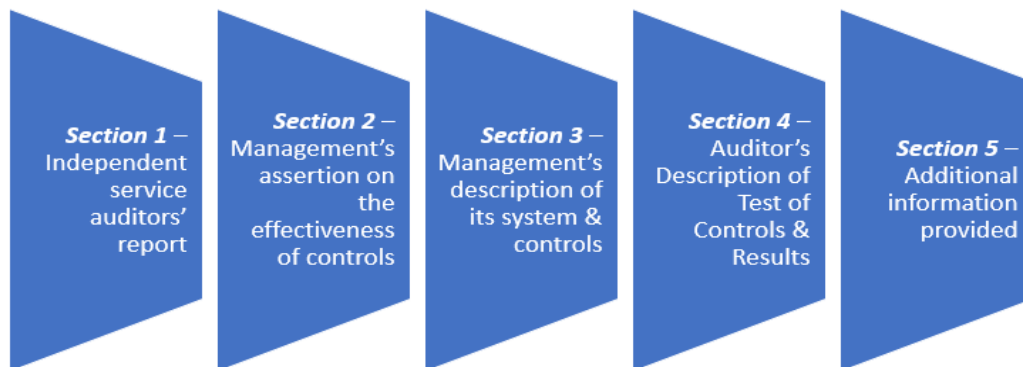 Section 1 –
Independent
service
auditors'
report
Section 2 –
Management's
assertion on
the
effectiveness
of controls
Section 3 –
Management's
description of
its system &
controls
Section 4 –
Auditor's
Description of
Test of
Controls &
Results
Section 5 –
Additional
information
provided